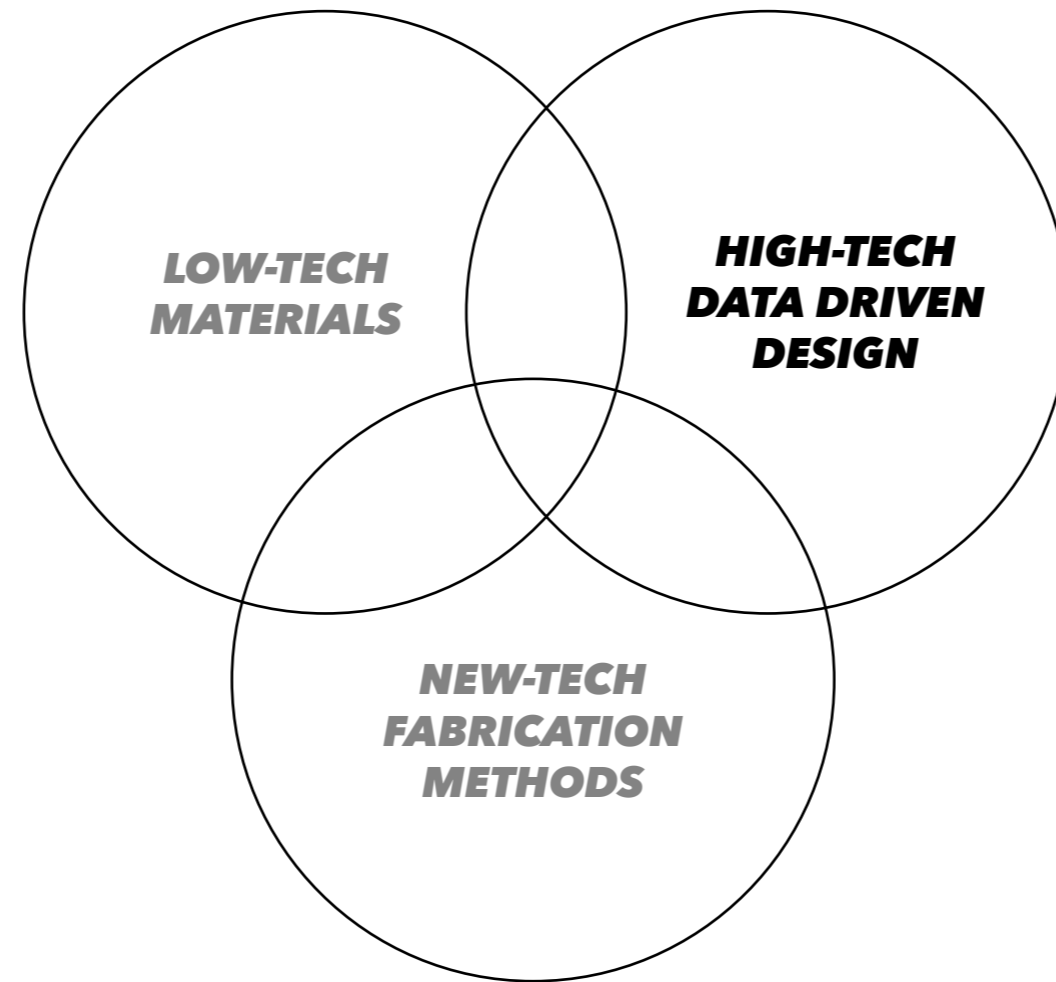 LOW-TECH
MATERIALS
HIGH-TECH
DATA DRIVEN
DESIGN
NEW-TECH
FABRICATION
METHODS